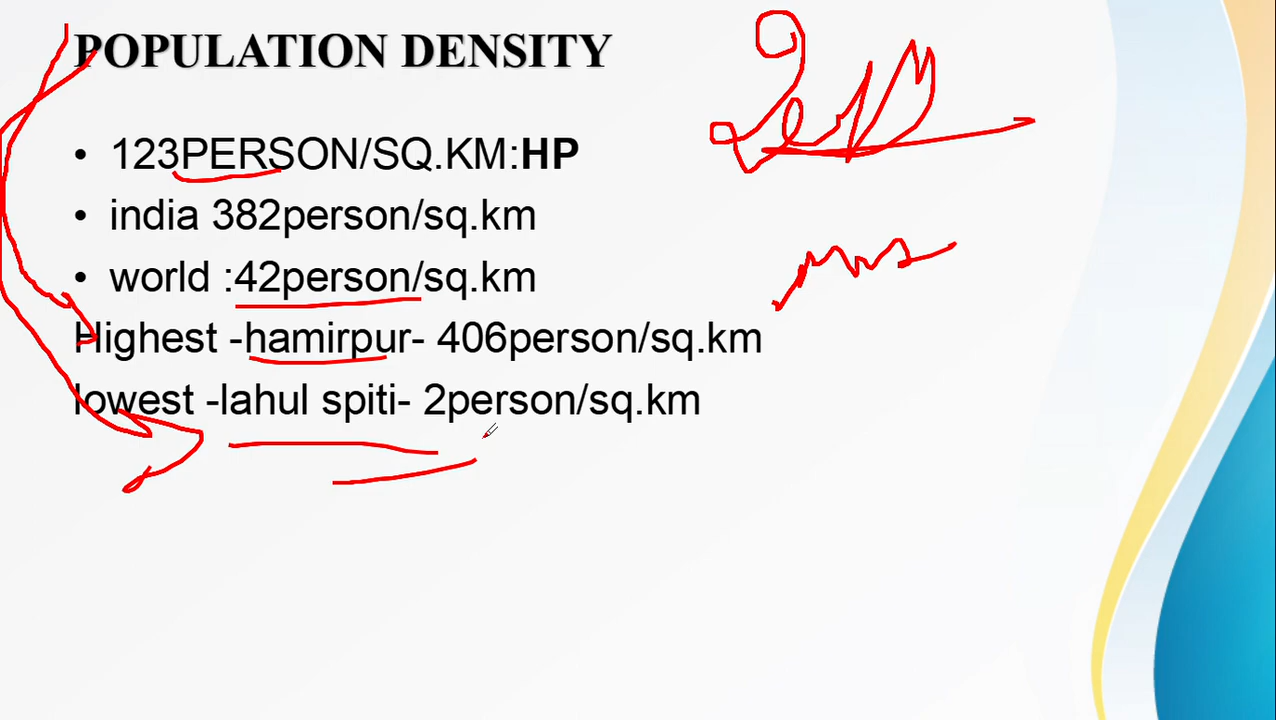 POPULATION DENSITY
• 123PERSON/SQ.KM:HP
• india 382person/sq.km
• world :42person/sq.km
Highest -hamirpur- 406person/sq.km
lowest -lahul spiti- 2person/sq.km